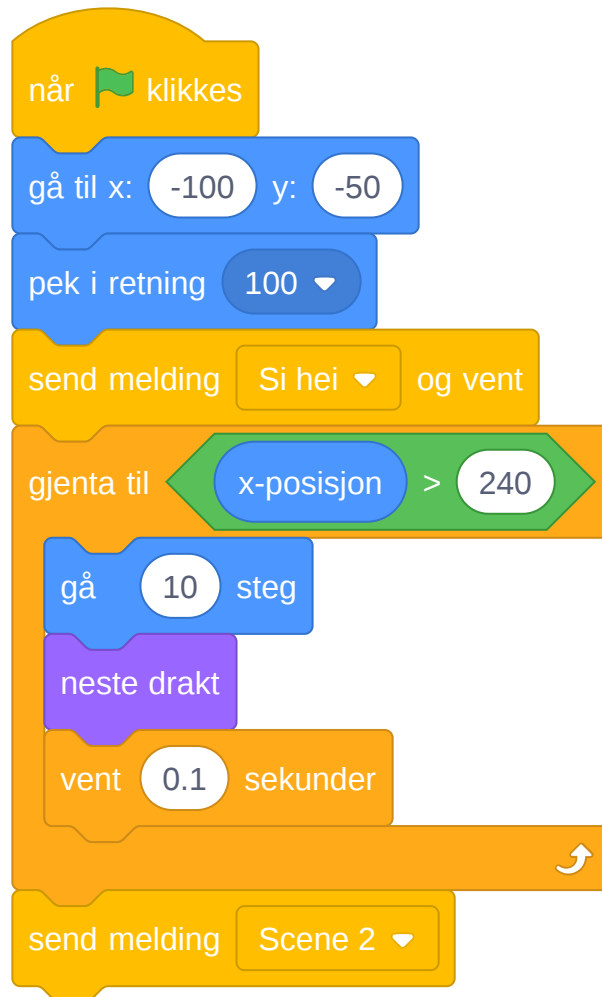 når klikkes
gå til x: -100 y: -50
pek i retning 100
send melding Si hei og vent
gjenta til x-posisjon > 240
gå 10 steg
neste drakt
vent 0.1 sekunder
send melding Scene 2